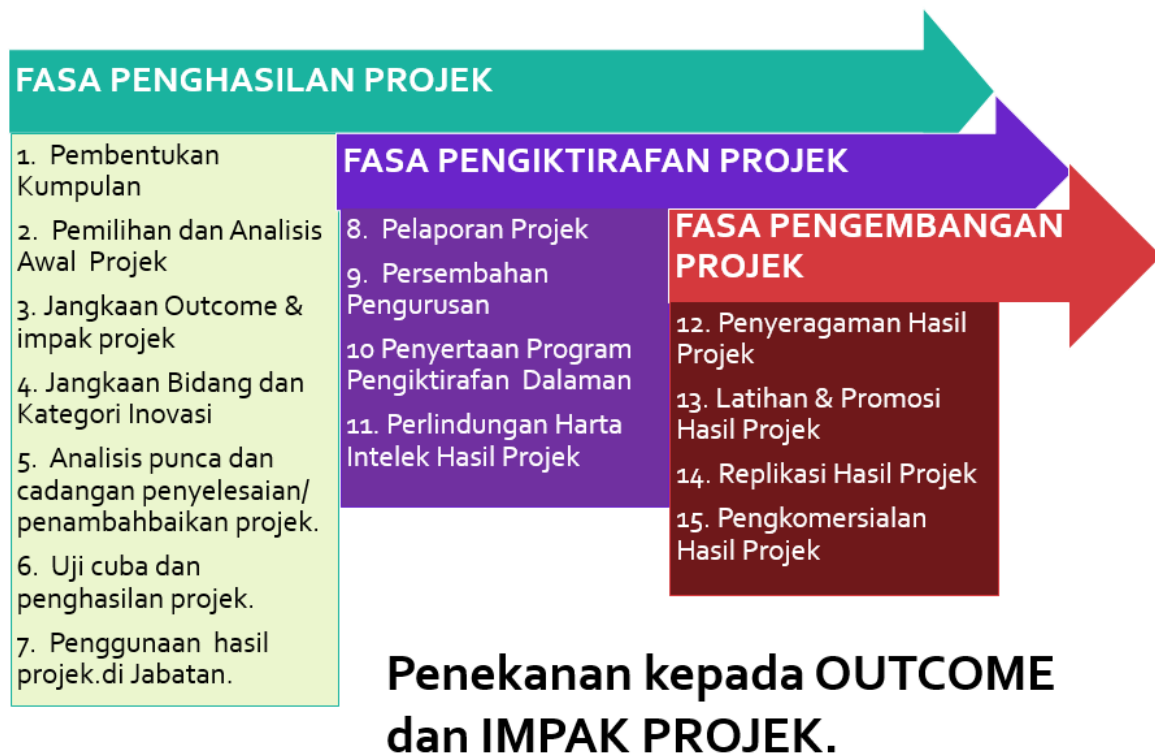 FASA PENGHASILAN PROJEK
1. Pembentukan
Kumpulan
2. Pemilihan dan Analisis
Awal Projek
3. Jangkaan Outcome &
impak projek
4. Jangkaan Bidang dan
Kategori Inovasi
5. Analisis punca dan
cadangan penyelesaian/
penambahbaikan projek.
6. Uji cuba dan
penghasilan projek.
7. Penggunaan hasil
projek.di Jabatan.
FASA PENGIKTIRAFAN PROJEK
8. Pelaporan Projek
9. Persembahan
Pengurusan
10 Penyertaan Program
Pengiktirafan Dalaman
11. Perlindungan Harta
Intelek Hasil Projek
FASA PENGEMBANGAN
PROJEK
12. Penyeragaman Hasil
Projek
13. Latihan & Promosi
Hasil Projek
14. Replikasi Hasil Projek
15. Pengkomersialan
Hasil Projek
Penekanan kepada OUTCOME
dan IMPAK PROJEK.